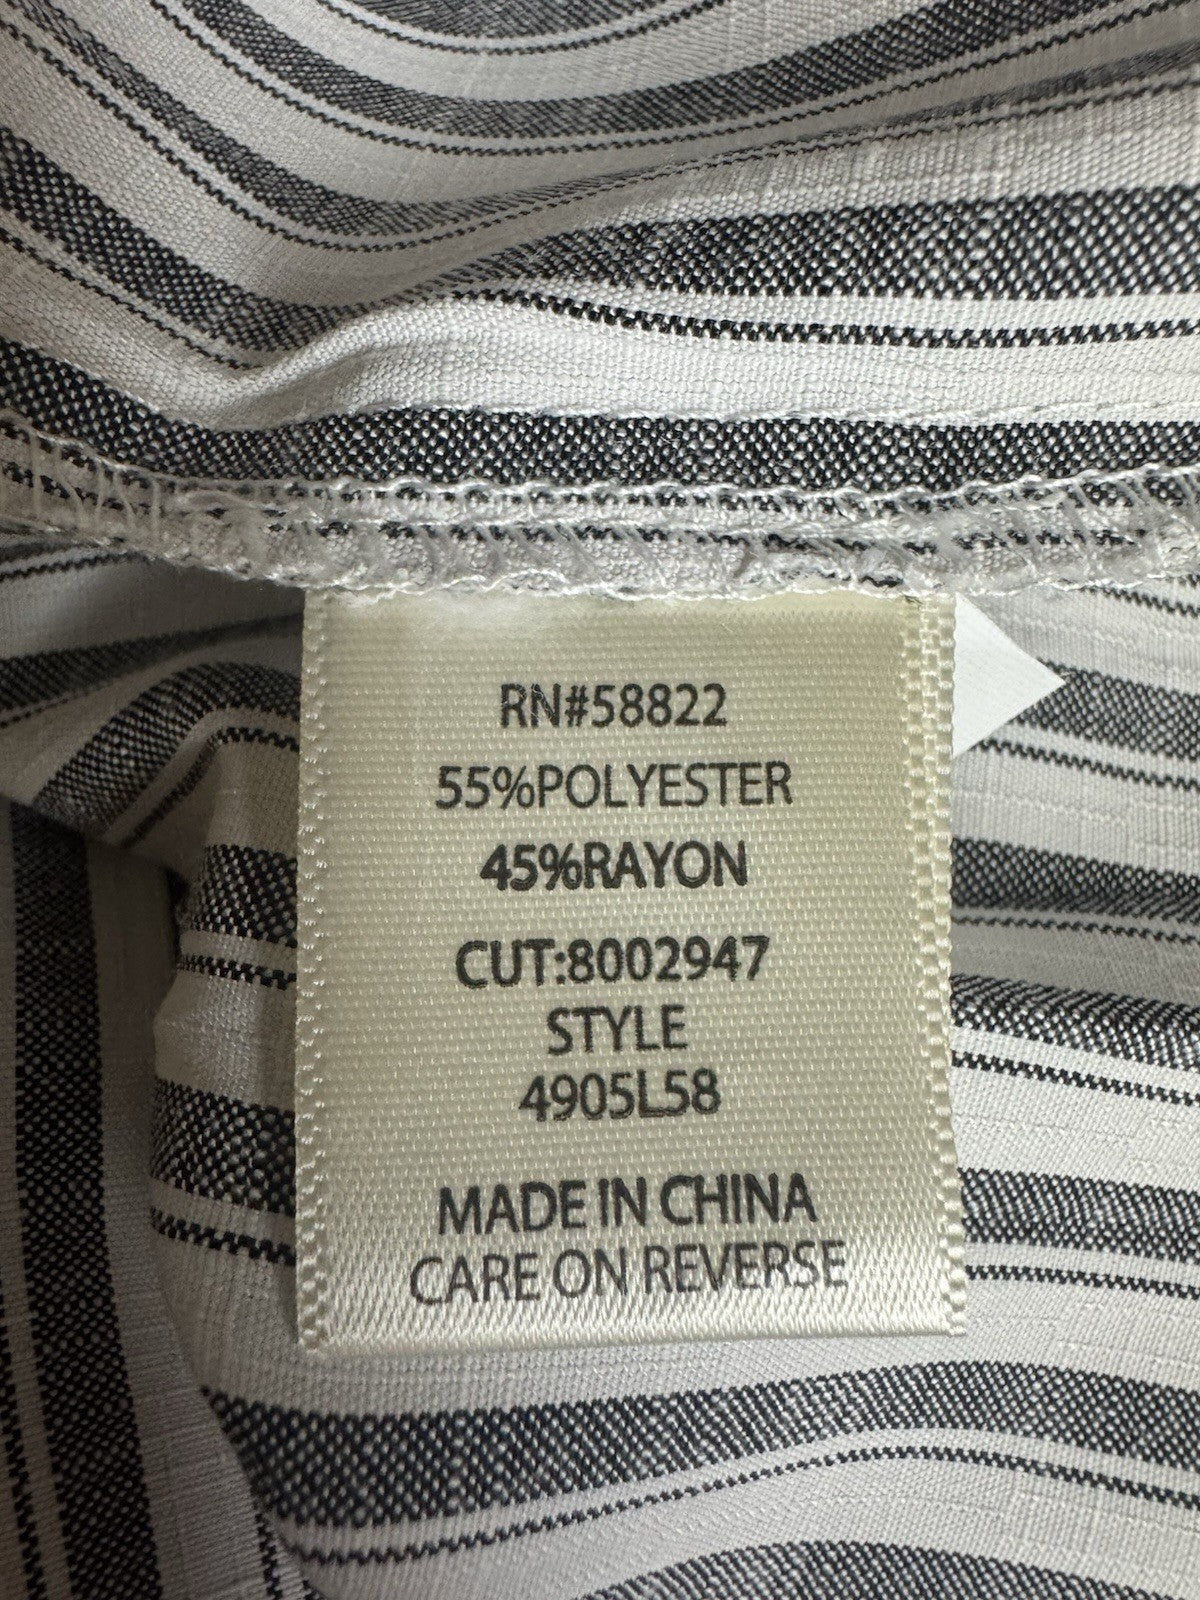 RN#58822
55%POLYESTER
45%RAYON
CUT:8002947
STYLE
4905L58
MADE IN CHINA
CARE ON REVERSE